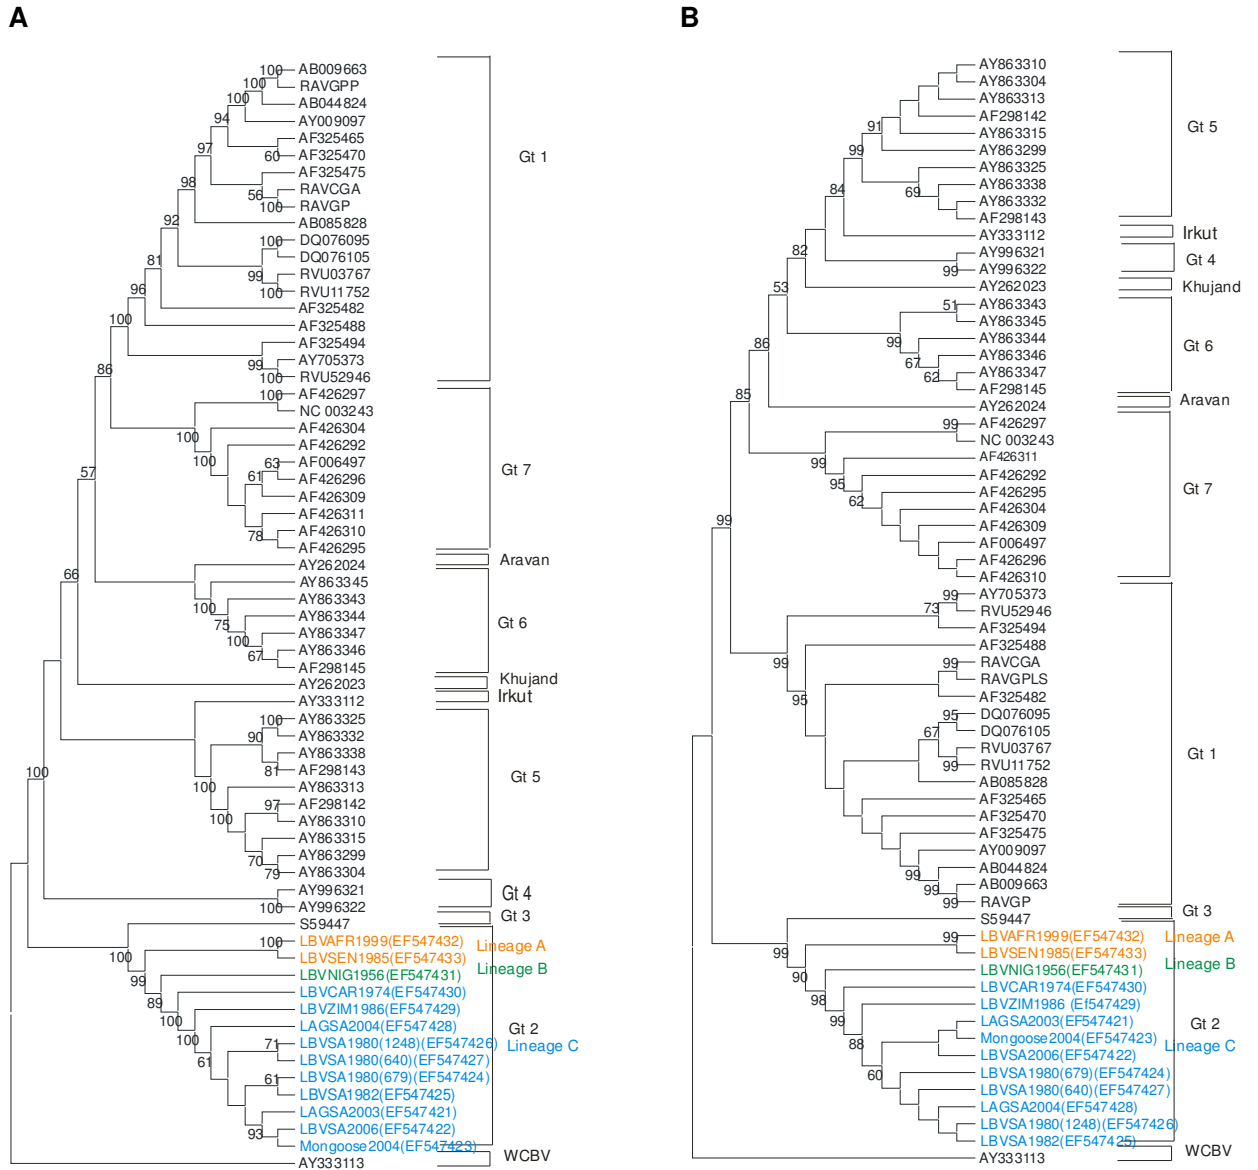 A
100
AB009663
100
RAVGPP
100
AB044824
94
AY009097
AF325465
97
60
AF325470
AF325475
98
56
RAVCGA
100
RAVGP
92
AB085828
100
DQ076095
81
DQ076105
99
RVU03767
96
100
RVU11752
AF325482
100
AF325488
AF325494
99
AY705373
86
100
RVU52946
Gt 1
100
AF426297
NC 003243
100
AF426304
100
AF426292
57
63
AF006497
61
AF426296
AF426309
AF426311
78
AF426310
AF426295
Gt 7
AY262024
Aravan
66
AY863345
100
AY863343
75
AY863344
100
AY863347
67
AY863346
AF298145
Gt 6
AY262023
Khujand
AY333112
Irkut
100
AY863325
90
AY863332
AY863338
81
AF298143
100
AY863313
97
AF298142
100
AY863310
AY863315
70
AY863299
79
AY863304
Gt 5
100
AY996321
100
AY996322
Gt 4
S59447
Gt 3
100
LBVAFR1999(EF547432)
Lineage A
100
LBVSEN1985(EF547433)
99
LBVNIG1956(EF547431)
Lineage B
89
LBVCAR1974(EF547430)
100
LBVZIM1986(EF547429)
100
LAGSA2004(EF547428)
Gt 2
61
71
LBVSA1980(1248)(EF547426)
Lineage C
LBVSA1980(640)(EF547427)
61
LBVSA1980(679)(EF547424)
LBVSA1982(EF547425)
LAGSA2003(EF547421)
93
LBVSA2006(EF547422)
Mongoose2004(EF547423)
AY333113
WCBV
B
AY863310
AY863304
AY863313
AF298142
91
AY863315
99
AY863299
AY863325
84
69
AY863338
AY863332
AF298143
Gt 5
AY333112
Irkut
82
AY996321
99
AY996322
Gt 4
53
AY262023
Khujand
51
AY863343
AY863345
86
99
AY863344
67
AY863346
62
AY863347
AF298145
Gt 6
85
AY262024
Aravan
99
AF426297
NC 003243
99
AF426311
95
AF426292
62
AF426295
AF426304
99
AF426309
AF006497
AF426296
AF426310
Gt 7
99
AY705373
73
RVU52946
AF325494
AF325488
99
99
RAVCGA
RAVGPLS
95
AF325482
95
DQ076095
67
DQ076105
RVU03767
99
RVU11752
AB085828
AF325465
AF325470
AF325475
AY009097
99
AB044824
99
AB009663
99
RAVGP
Gt 1
S59447
Gt 3
99
LBVAFR1999(EF547432)
Lineage A
99
LBVSEN1985(EF547433)
90
LBVNIG1956(EF547431)
Lineage B
98
LBVCAR1974(EF547430)
99
LBVZIM1986 (Ef547429)
LAGSA2003(EF547421)
Gt 2
88
Mongoose2004(EF547423)
Lineage C
LBVSA2006(EF547422)
60
LBVSA1980(679)(EF547424)
LBVSA1980(640)(EF547427)
LAGSA2004(EF547428)
LBVSA1980(1248)(EF547426)
LBVSA1982(EF547425)
AY333113
WCBV